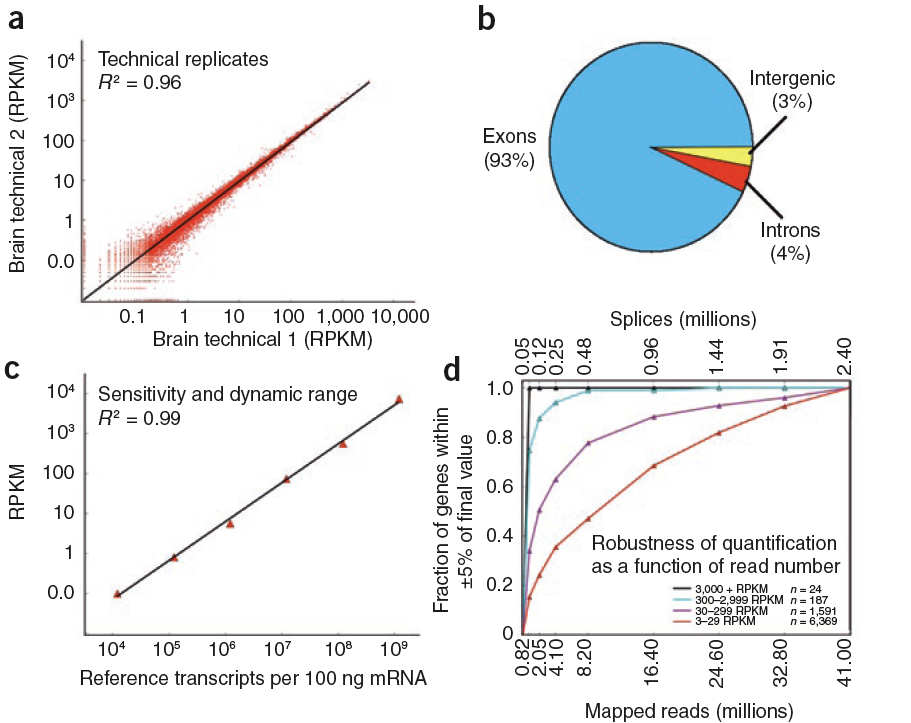 a
Technical replicates
R² = 0.96
10⁴
10³
100
10
1
0.0
Brain technical 2 (RPKM)
0.1 1 10 100 1,000 10,000
Brain technical 1 (RPKM)
b
Intergenic
(3%)
Exons
(93%)
Introns
(4%)
c
Sensitivity and dynamic range
R² = 0.99
10⁴
10³
100
10
1
0.0
RPKM
10⁴ 10⁵ 10⁶ 10⁷ 10⁸ 10⁹
Reference transcripts per 100 ng mRNA
d
Splices (millions)
0.05 0.12 0.25 0.48 0.96 1.44 1.91 2.40
1.0
0.8
0.6
0.4
0.2
0
Fraction of genes within
±5% of final value
Robustness of quantification
as a function of read number
3,000 + RPKM n = 24
300–2,999 RPKM n = 187
30–299 RPKM n = 1,591
3–29 RPKM n = 6,369
0.82 2.05 4.10 8.20 16.40 24.60 32.80 41.00
Mapped reads (millions)